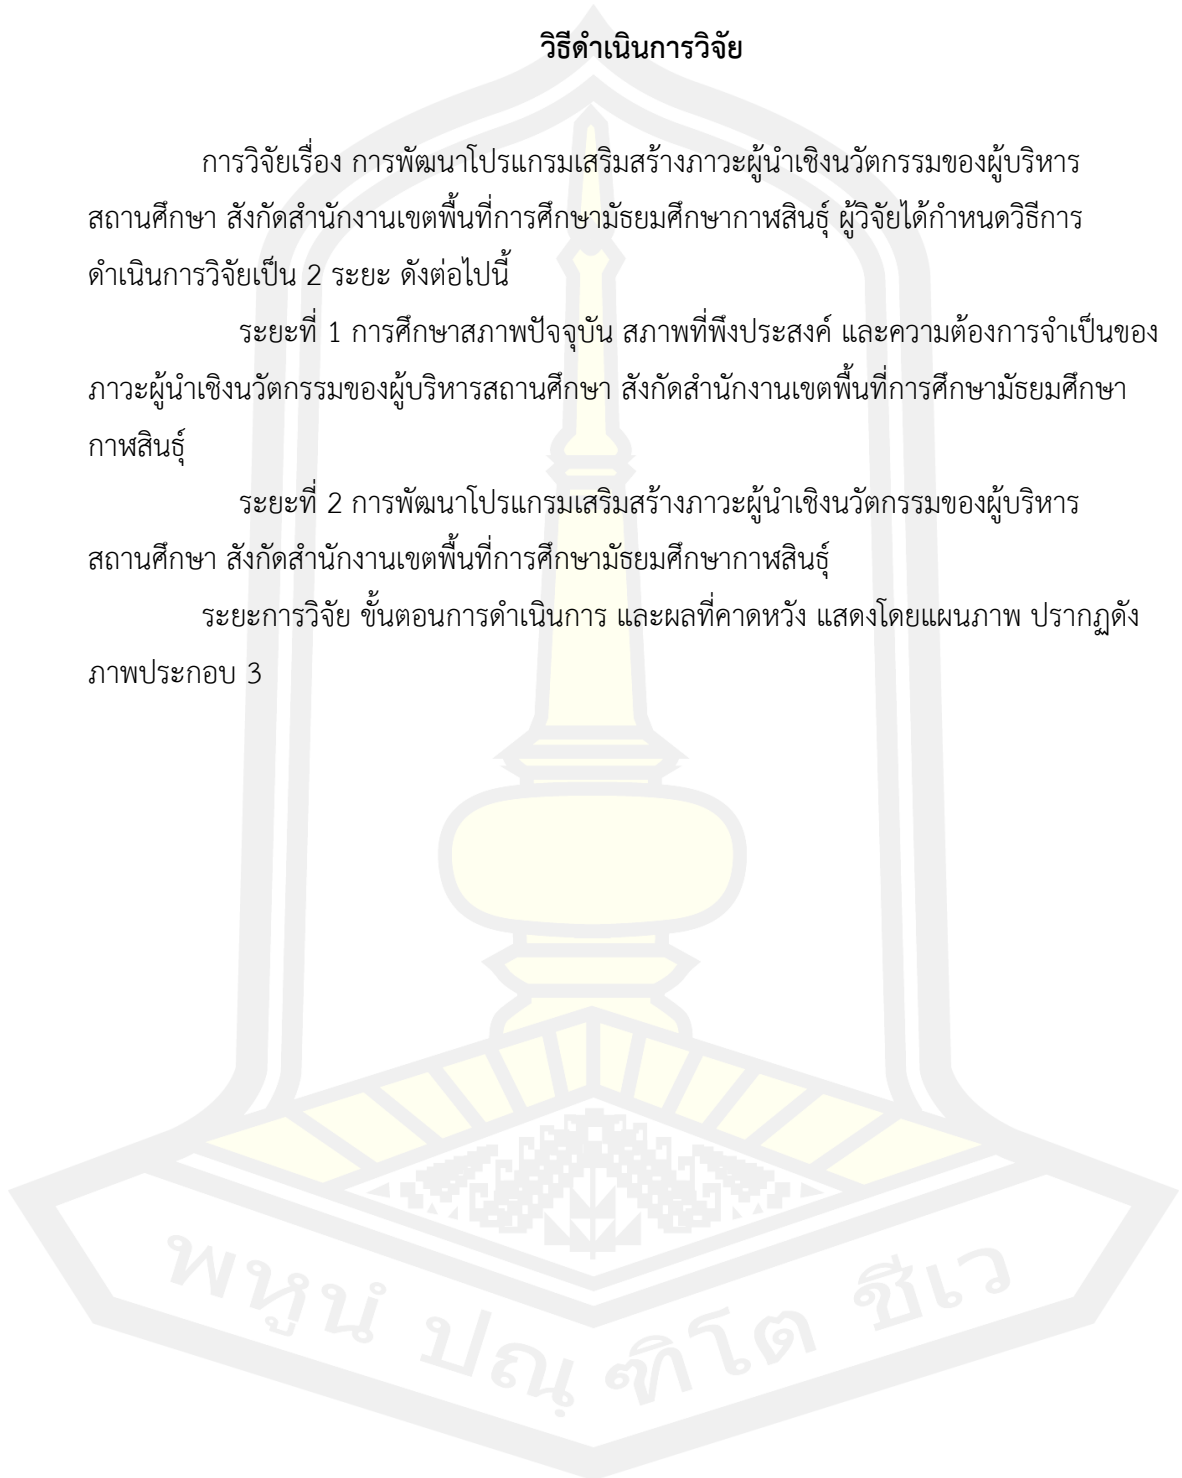 วิธีดำเนินการวิจัย
การวิจัยเรื่อง การพัฒนาโปรแกรมเสริมสร้างภาวะผู้นำเชิงนวัตกรรมของผู้บริหาร
สถานศึกษา สังกัดสำนักงานเขตพื้นที่การศึกษามัธยมศึกษากาฬสินธุ์ ผู้วิจัยได้กำหนดวิธีการ
ดำเนินการวิจัยเป็น 2 ระยะ ดังต่อไปนี้
ระยะที่ 1 การศึกษาสภาพปัจจุบัน สภาพที่พึงประสงค์ และความต้องการจำเป็นของ
ภาวะผู้นำเชิงนวัตกรรมของผู้บริหารสถานศึกษา สังกัดสำนักงานเขตพื้นที่การศึกษามัธยมศึกษา
กาฬสินธุ์
ระยะที่ 2 การพัฒนาโปรแกรมเสริมสร้างภาวะผู้นำเชิงนวัตกรรมของผู้บริหาร
สถานศึกษา สังกัดสำนักงานเขตพื้นที่การศึกษามัธยมศึกษากาฬสินธุ์
ระยะการวิจัย ขั้นตอนการดำเนินการ และผลที่คาดหวัง แสดงโดยแผนภาพ ปรากฏดัง
ภาพประกอบ 3
พหูนํ ปณฺ ฑิโต ชีเว